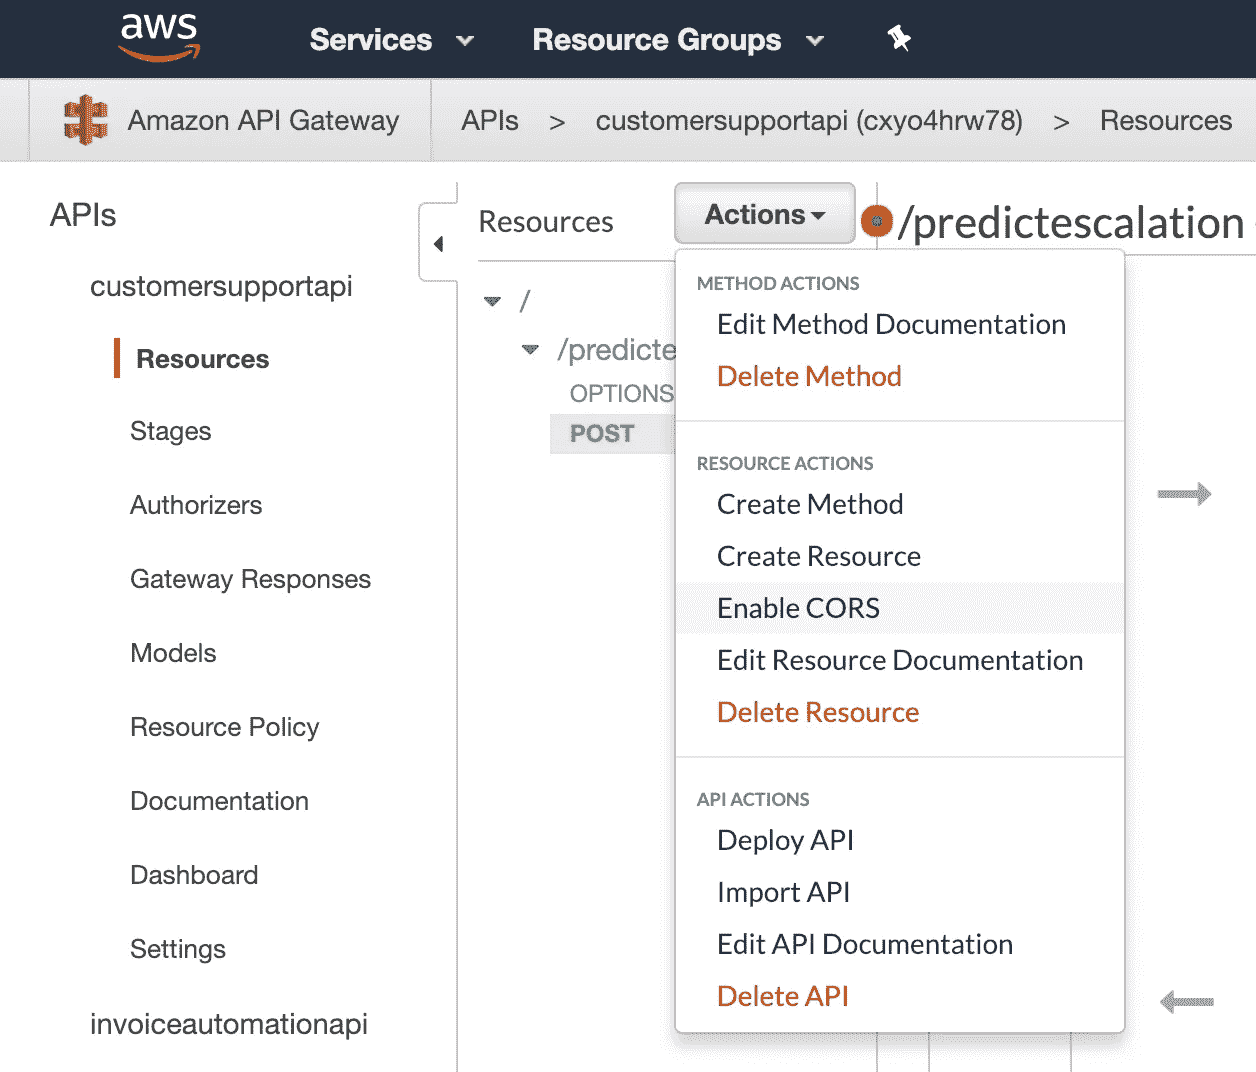 aws Services Resource Groups
Amazon API Gateway APIs > customersupportapi (cxyo4hrw78) > Resources
APIs
customersupportapi
Resources
Stages
Authorizers
Gateway Responses
Models
Resource Policy
Documentation
Dashboard
Settings
invoiceautomationapi
Resources
/
/predicte
OPTIONS
POST
Actions
METHOD ACTIONS
Edit Method Documentation
Delete Method
RESOURCE ACTIONS
Create Method
Create Resource
Enable CORS
Edit Resource Documentation
Delete Resource
API ACTIONS
Deploy API
Import API
Edit API Documentation
Delete API
/predictescalation